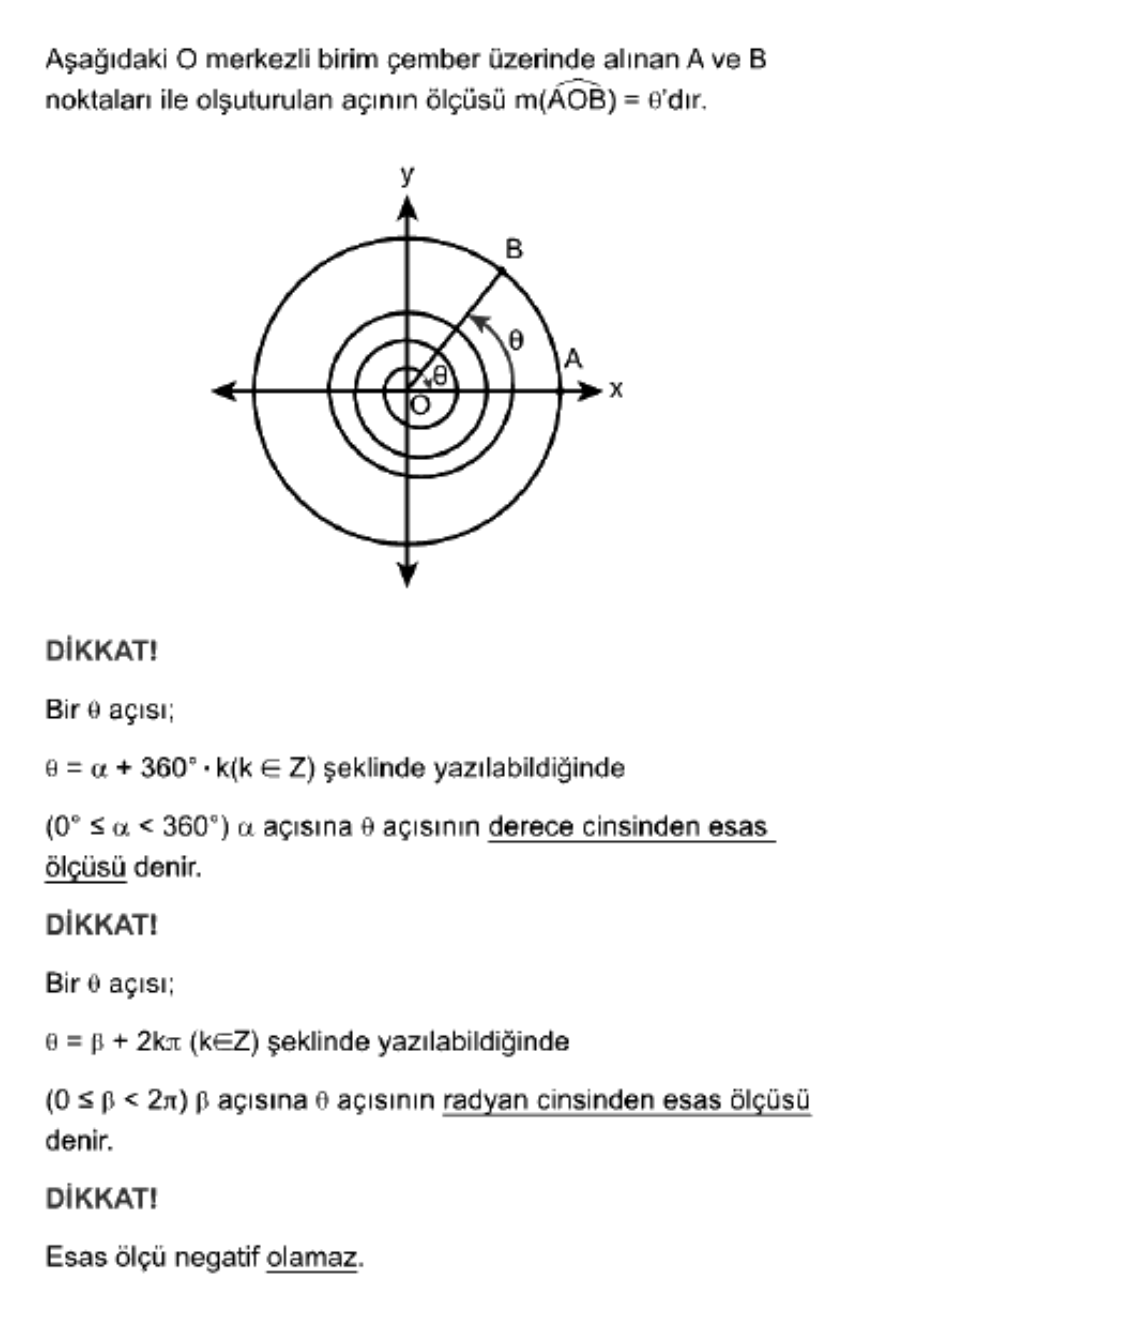 Aşağıdaki O merkezli birim çember üzerinde alınan A ve B
noktaları ile olşuturulan açının ölçüsü m(AOB) = θ'dır.
y
B
θ
A
θ
x
O
DİKKAT!
Bir θ açısı;
θ = α + 360° · k(k ∈ Z) şeklinde yazılabildiğinde
(0° ≤ α < 360°) α açısına θ açısının derece cinsinden esas
ölçüsü denir.
DİKKAT!
Bir θ açısı;
θ = β + 2kπ (k∈Z) şeklinde yazılabildiğinde
(0 ≤ β < 2π) β açısına θ açısının radyan cinsinden esas ölçüsü
denir.
DİKKAT!
Esas ölçü negatif olamaz.